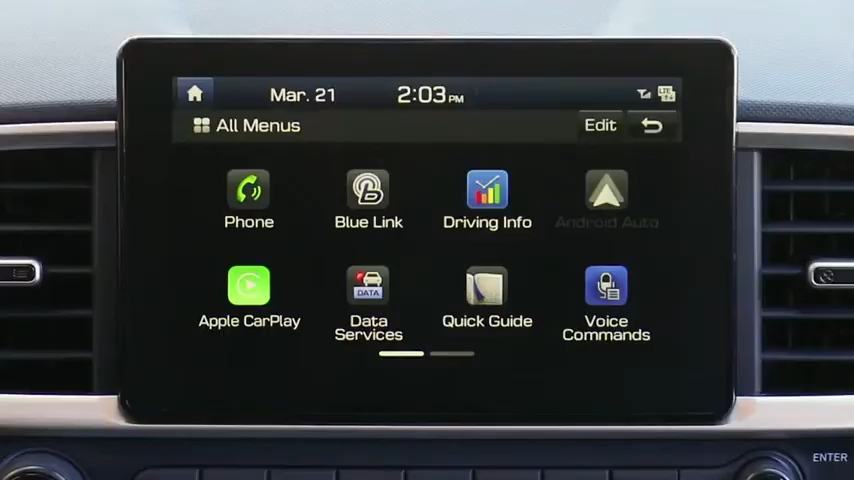 Mar. 21 2:03 PM LTE
All Menus Edit
Phone Blue Link Driving Info Android Auto
DATA
Apple CarPlay Data Services Quick Guide Voice Commands
ENTER